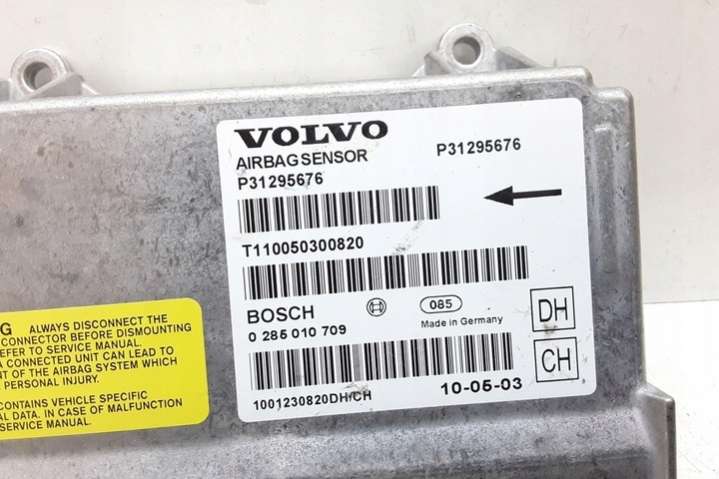 VOLVO
AIRBAG SENSOR
P31295676
P31295676
T110050300820
BOSCH
085
0 285 010 709
Made in Germany
DH
CH
1001230820DH/CH
10-05-03
G ALWAYS DISCONNECT THE
CONNECTOR BEFORE DISMOUNTING
REFER TO SERVICE MANUAL.
A CONNECTED UNIT CAN LEAD TO
OF THE AIRBAG SYSTEM WHICH
PERSONAL INJURY.
CONTAINS VEHICLE SPECIFIC
DATA. IN CASE OF MALFUNCTION
SERVICE MANUAL.